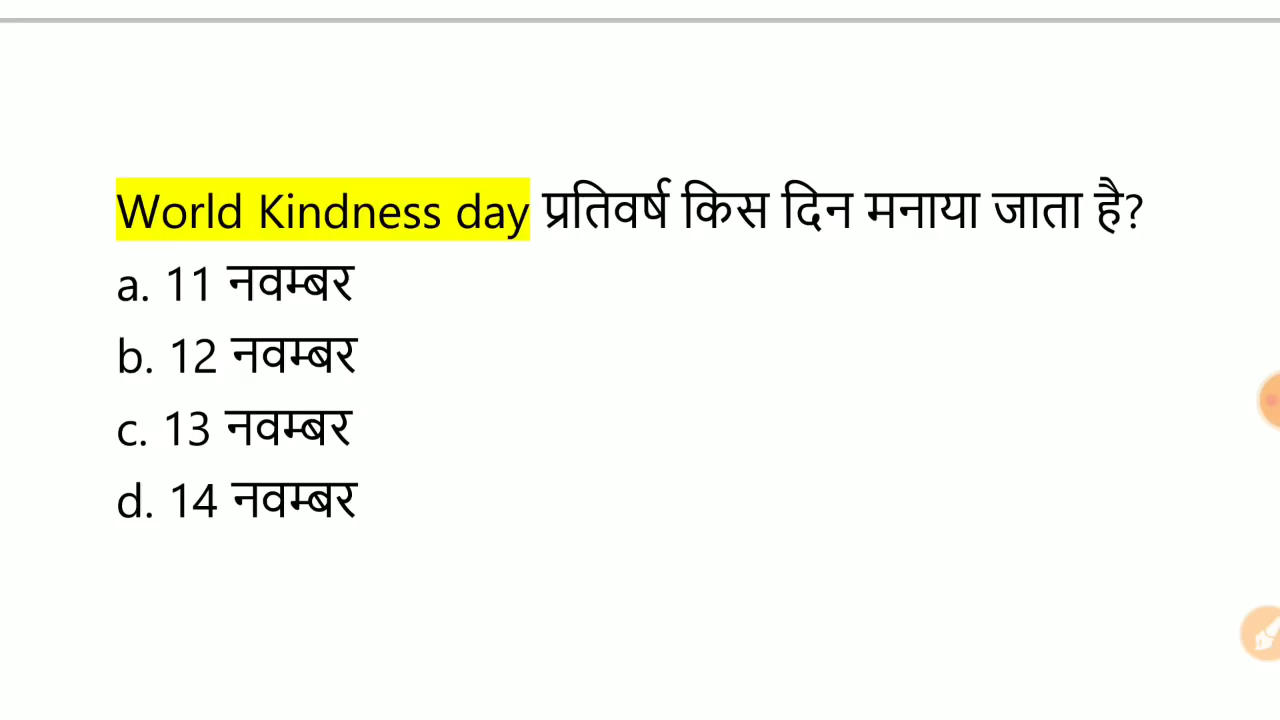 World Kindness day प्रतिवर्ष किस दिन मनाया जाता है?
a. 11 नवम्बर
b. 12 नवम्बर
c. 13 नवम्बर
d. 14 नवम्बर